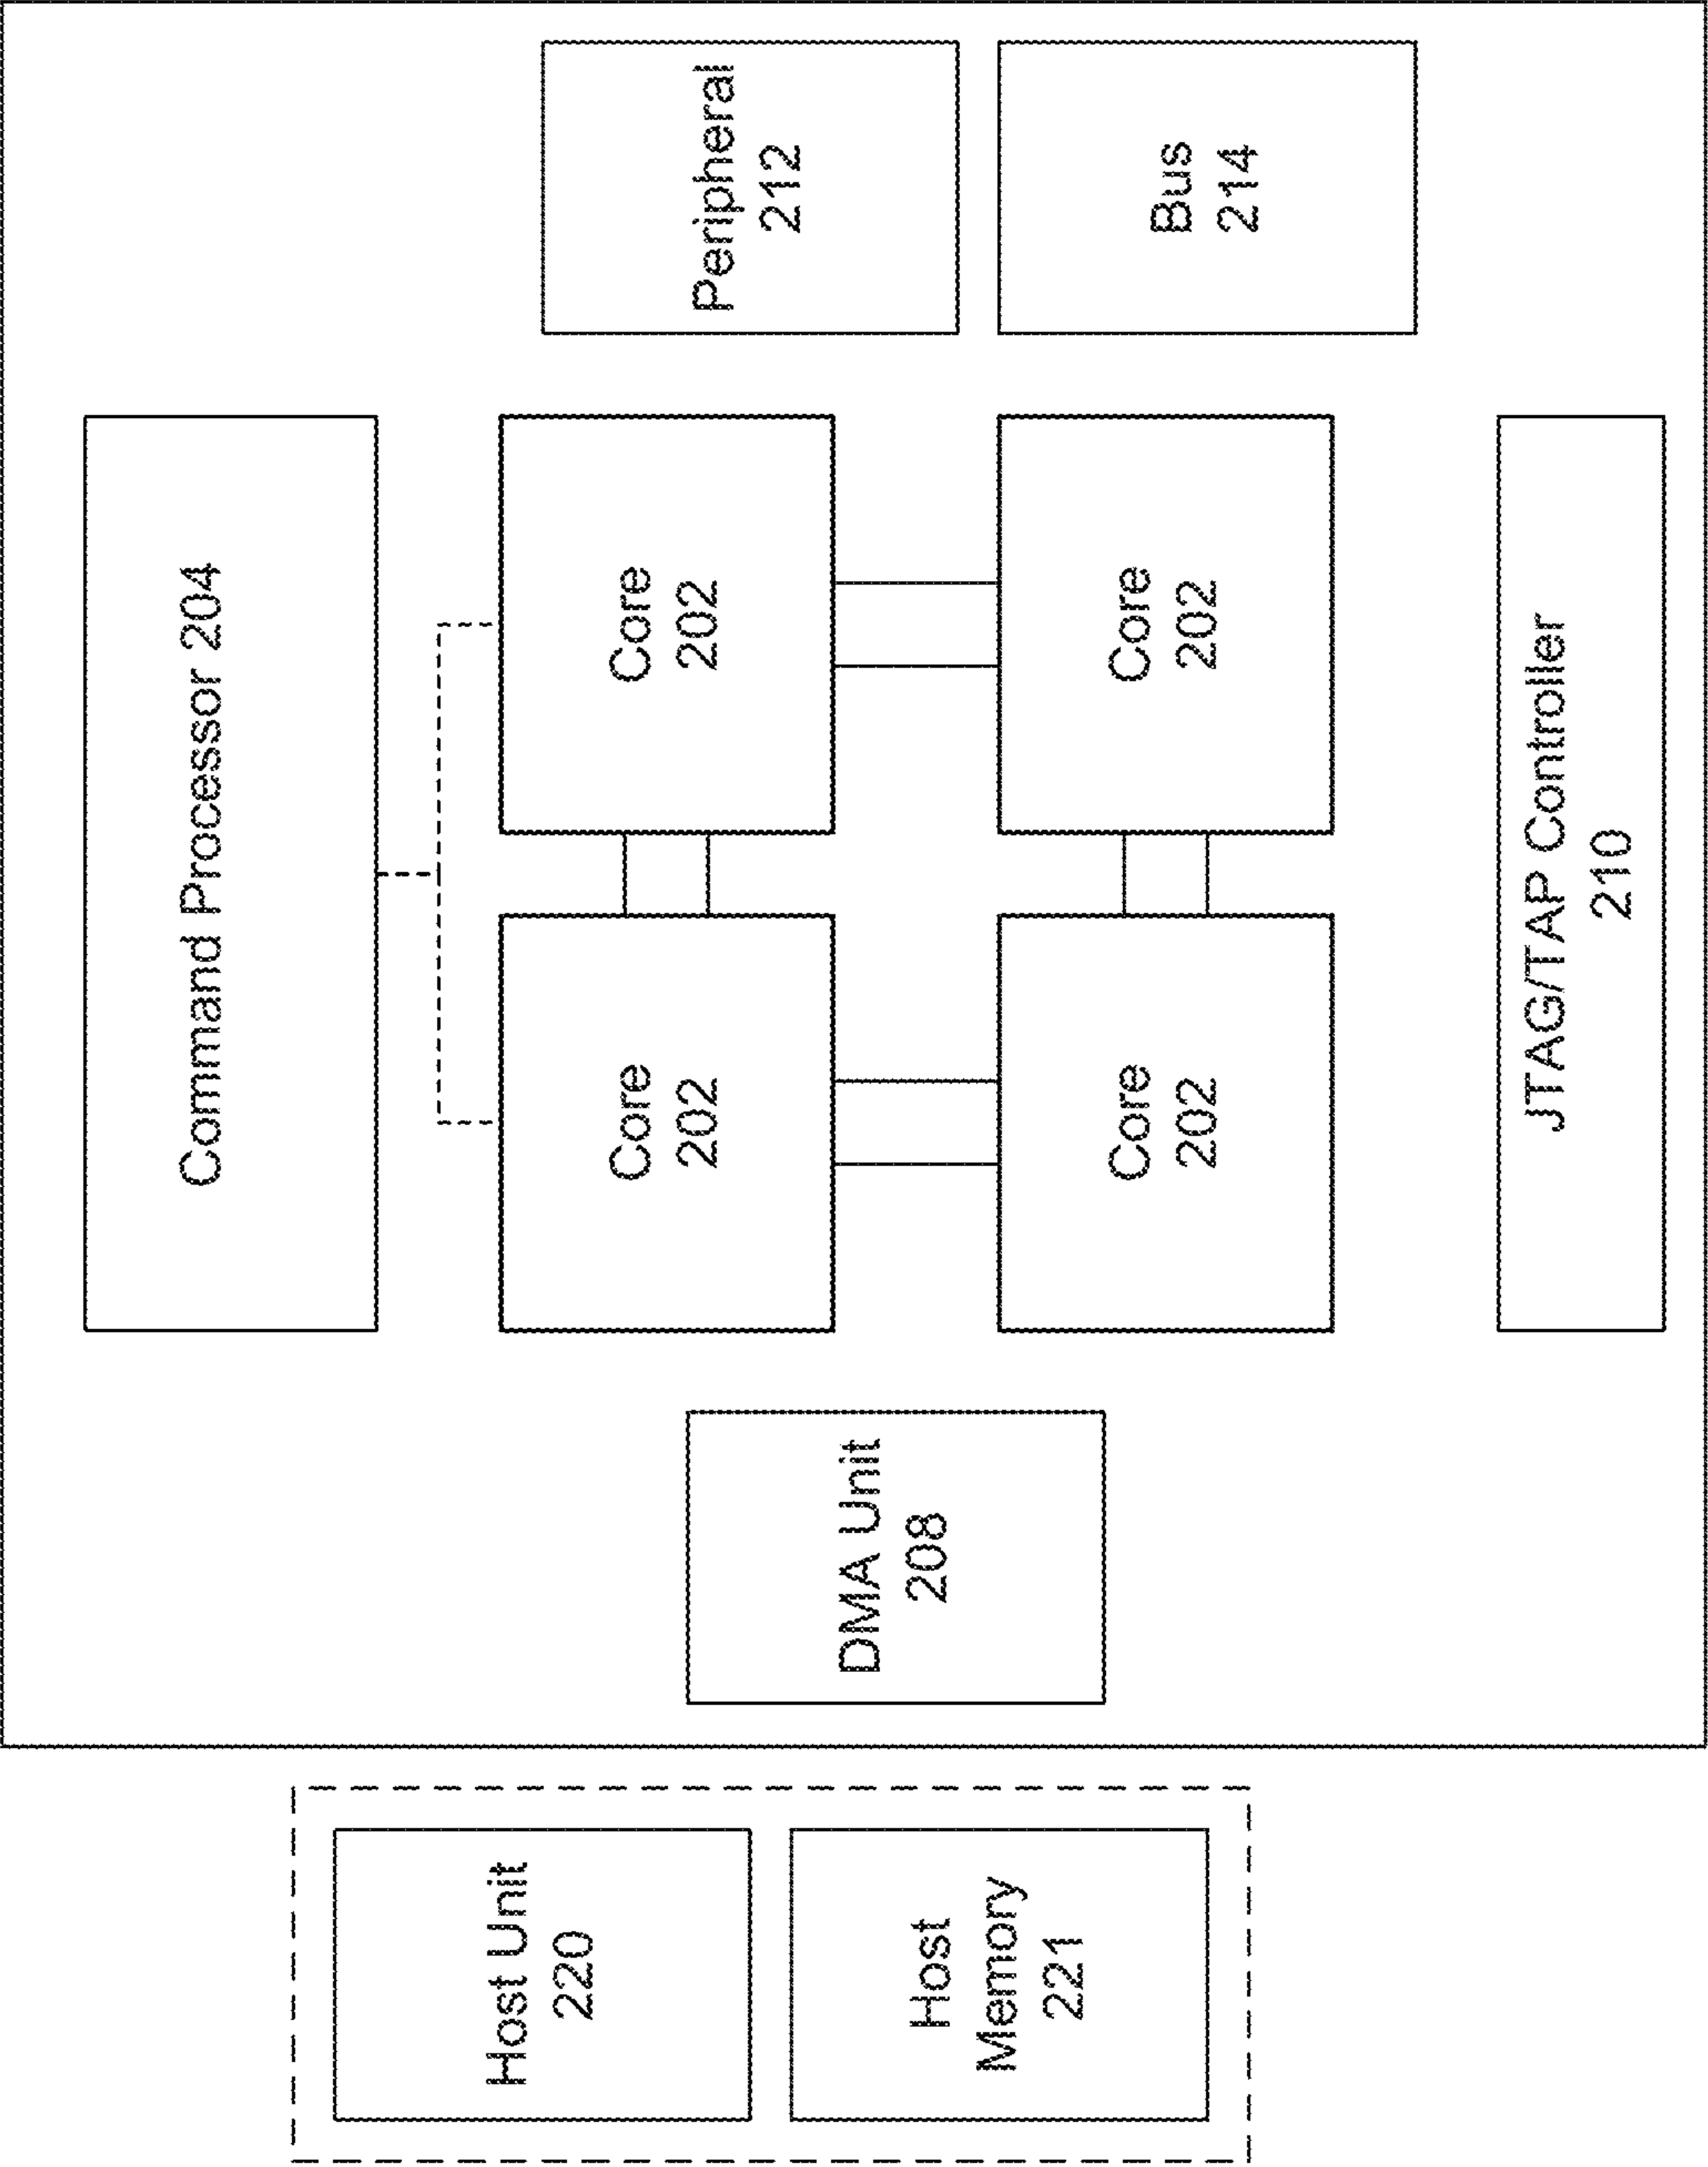 Command Processor 204
Host Unit
220
Host
Memory
221
DMA Unit
208
Core
202
Core
202
Core
202
Core
202
Peripheral
212
Bus
214
JTAG/TAP Controller
210